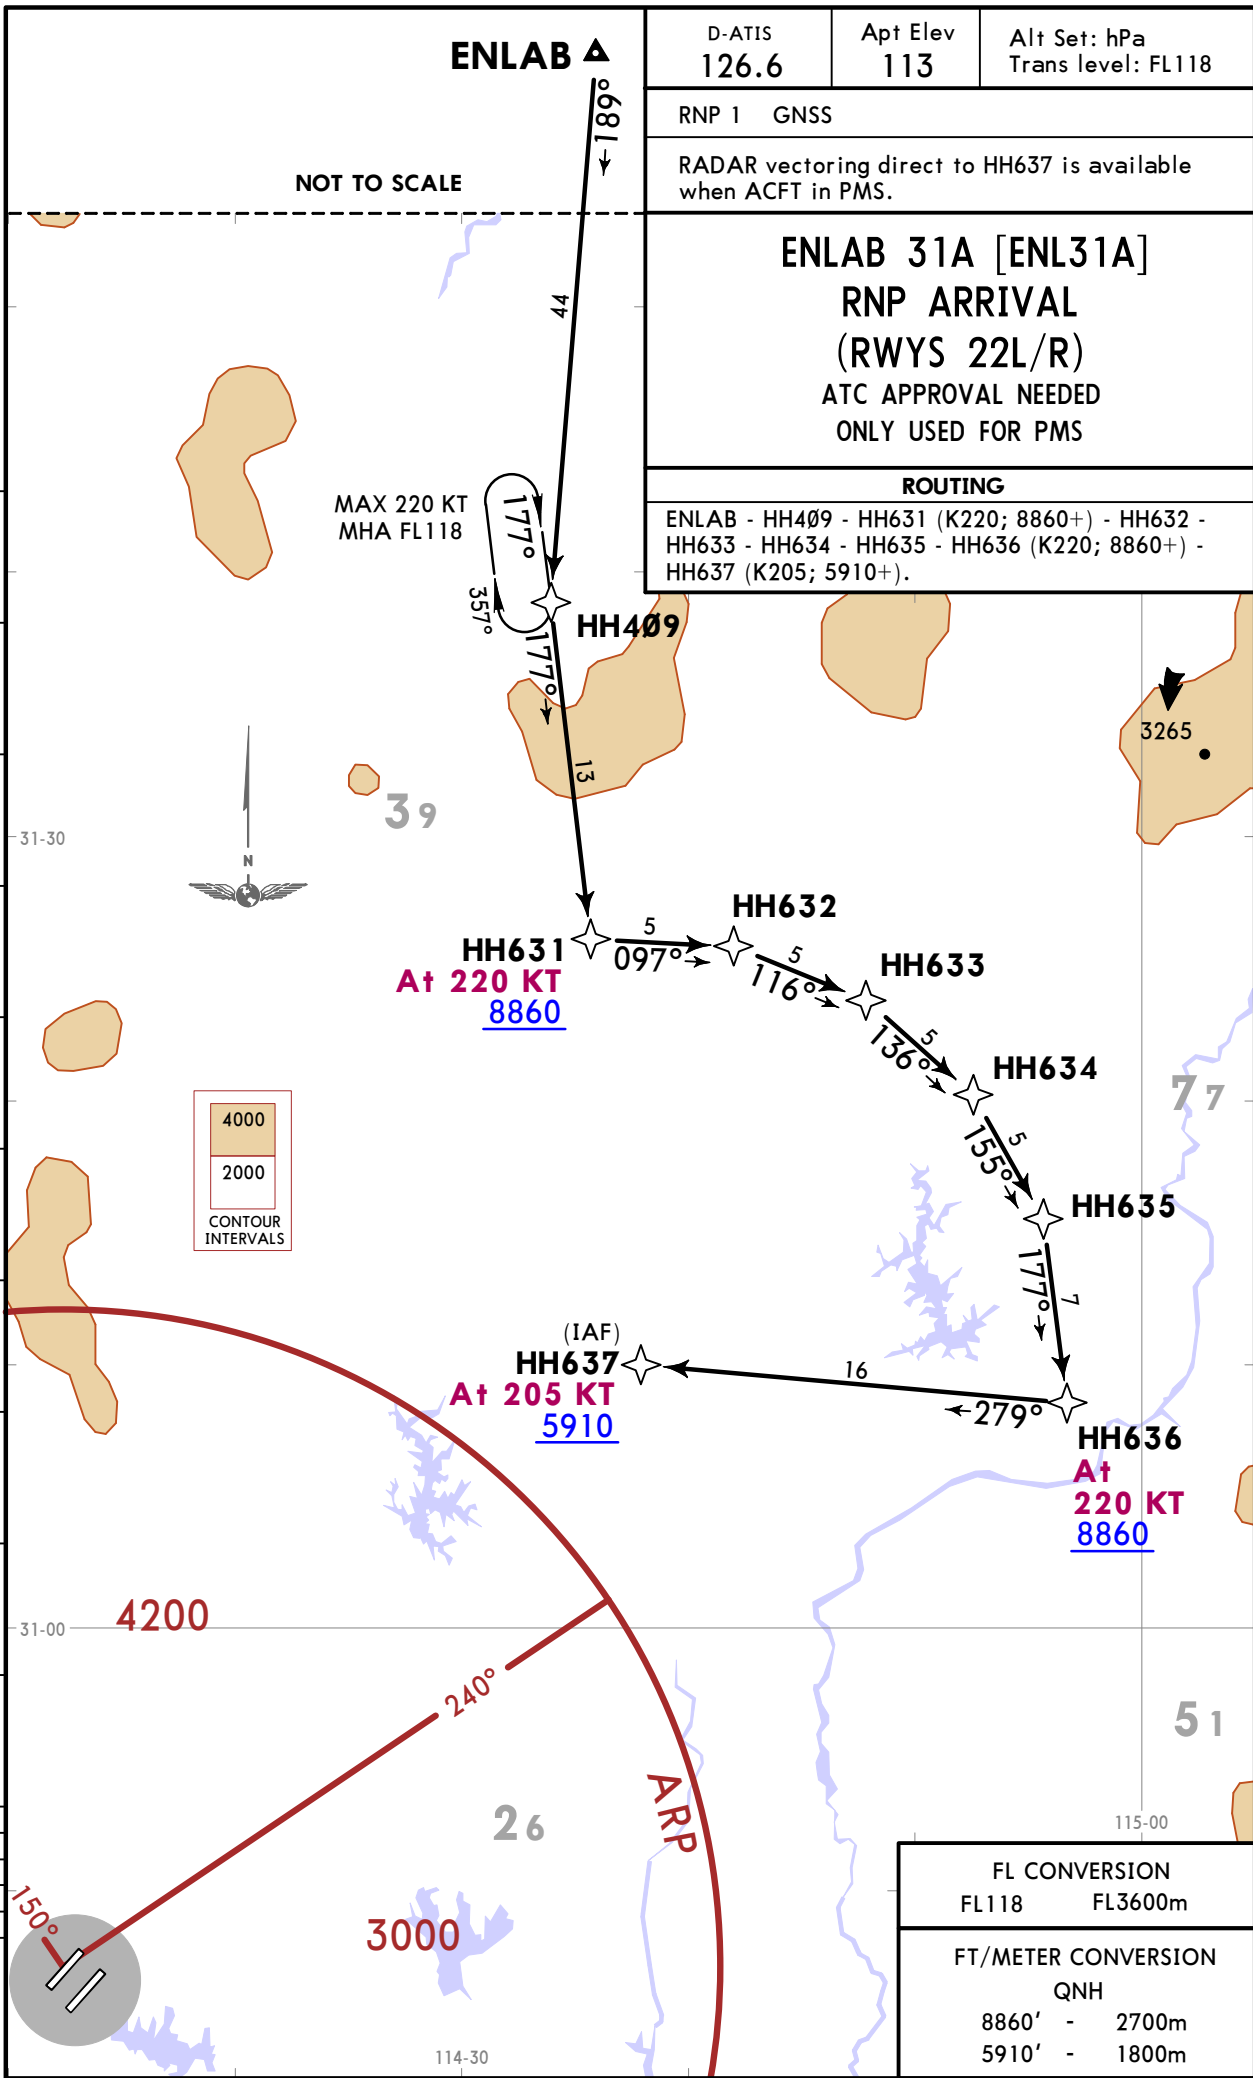 ENLAB
189°
NOT TO SCALE
44
D-ATIS
126.6
Apt Elev
113
Alt Set: hPa
Trans level: FL118
RNP 1 GNSS
RADAR vectoring direct to HH637 is available
when ACFT in PMS.
ENLAB 31A [ENL31A]
RNP ARRIVAL
(RWYS 22L/R)
ATC APPROVAL NEEDED
ONLY USED FOR PMS
ROUTING
ENLAB - HH4Ø9 - HH631 (K220; 8860+) - HH632 -
HH633 - HH634 - HH635 - HH636 (K220; 8860+) -
HH637 (K205; 5910+).
MAX 220 KT
MHA FL118
177°
357°
HH4Ø9
177°
13
3265
39
31-30
N
HH631
At 220 KT
8860
5
097°
HH632
5
116°
HH633
5
136°
HH634
77
5
155°
HH635
177°
7
4000
2000
CONTOUR
INTERVALS
(IAF)
HH637
At 205 KT
5910
16
279°
HH636
At
220 KT
8860
4200
31-00
240°
51
ARP
26
115-00
150°
3000
114-30
FL CONVERSION
FL118 FL3600m
FT/METER CONVERSION
QNH
8860' - 2700m
5910' - 1800m